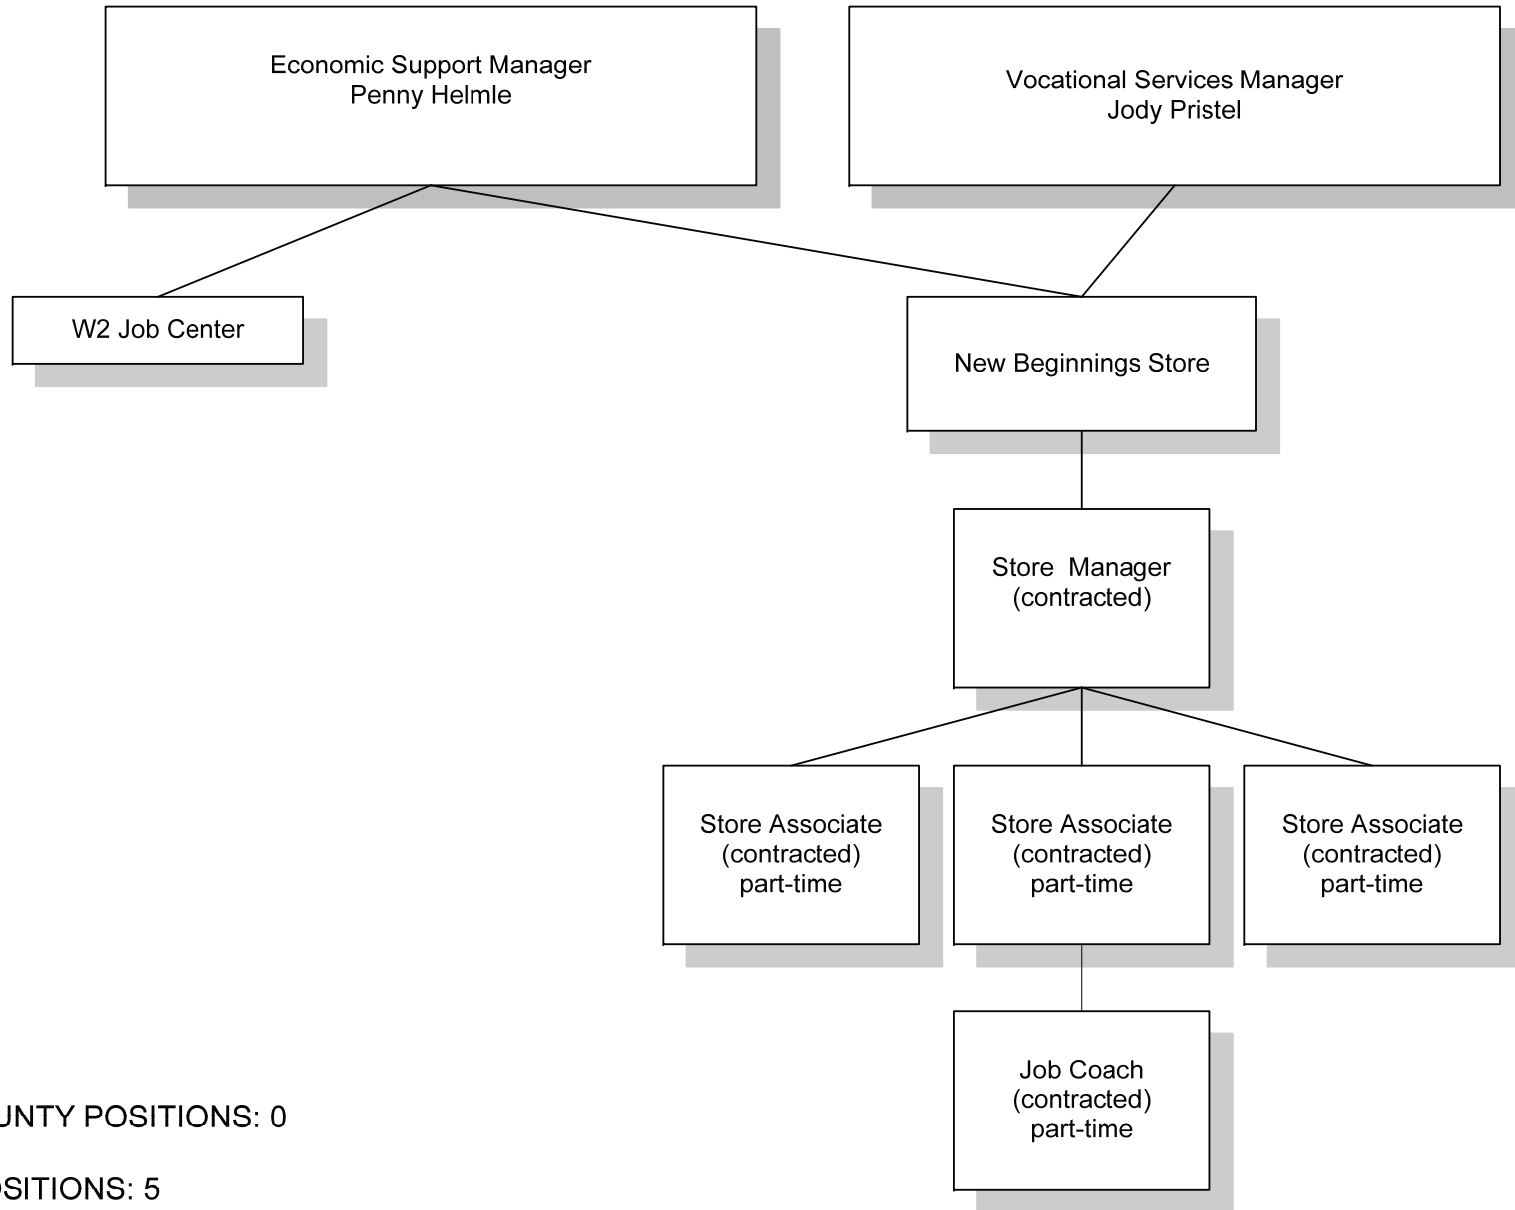 Economic Support Manager
Penny Helmle
Vocational Services Manager
Jody Pristel
W2 Job Center
New Beginnings Store
Store  Manager
(contracted)
Store Associate
(contracted)
part-time
Store Associate
(contracted)
part-time
Store Associate
(contracted)
part-time
Job Coach
(contracted)
part-time
POSITIONS: 0
: 5